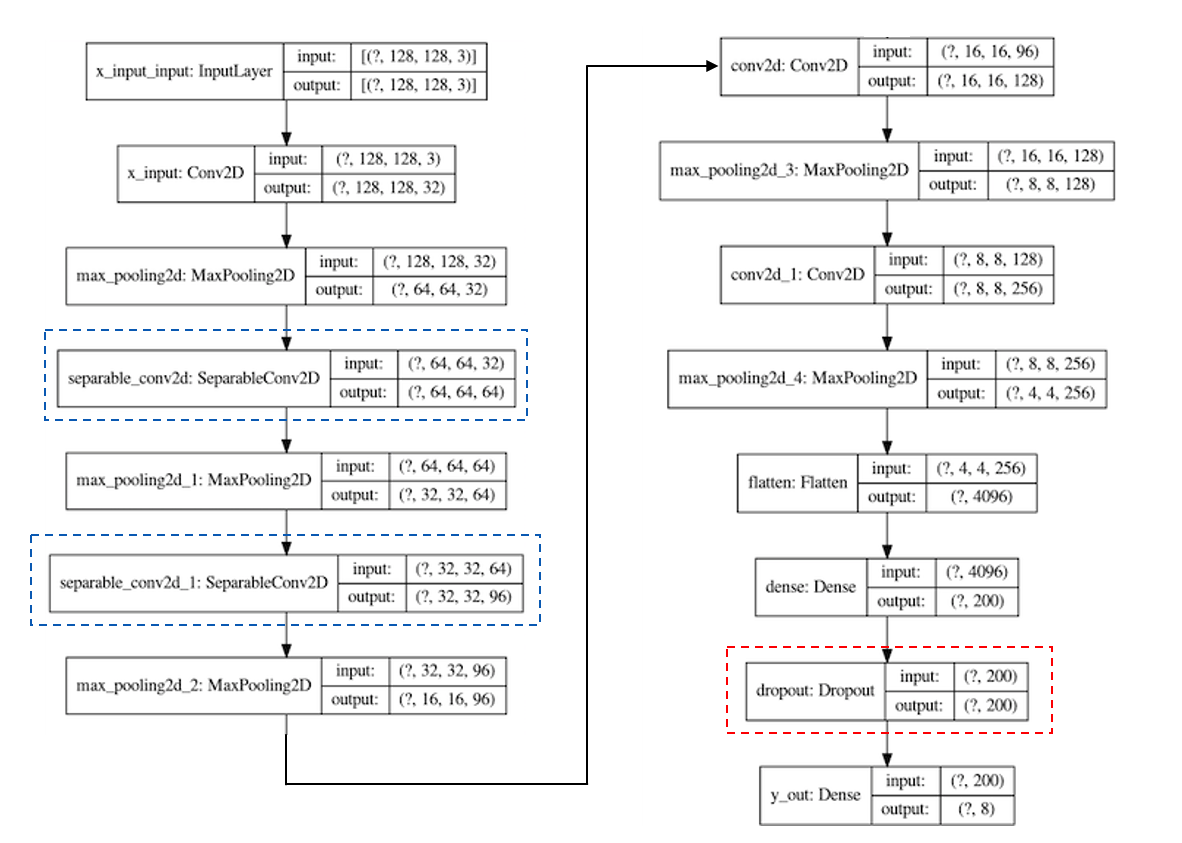 x_input_input: InputLayer
input: [(?, 128, 128, 3)]
output: [(?, 128, 128, 3)]
x_input: Conv2D
input: (?, 128, 128, 3)
output: (?, 128, 128, 32)
max_pooling2d: MaxPooling2D
input: (?, 128, 128, 32)
output: (?, 64, 64, 32)
separable_conv2d: SeparableConv2D
input: (?, 64, 64, 32)
output: (?, 64, 64, 64)
max_pooling2d_1: MaxPooling2D
input: (?, 64, 64, 64)
output: (?, 32, 32, 64)
separable_conv2d_1: SeparableConv2D
input: (?, 32, 32, 64)
output: (?, 32, 32, 96)
max_pooling2d_2: MaxPooling2D
input: (?, 32, 32, 96)
output: (?, 16, 16, 96)
conv2d: Conv2D
input: (?, 16, 16, 96)
output: (?, 16, 16, 128)
max_pooling2d_3: MaxPooling2D
input: (?, 16, 16, 128)
output: (?, 8, 8, 128)
conv2d_1: Conv2D
input: (?, 8, 8, 128)
output: (?, 8, 8, 256)
max_pooling2d_4: MaxPooling2D
input: (?, 8, 8, 256)
output: (?, 4, 4, 256)
flatten: Flatten
input: (?, 4, 4, 256)
output: (?, 4096)
dense: Dense
input: (?, 4096)
output: (?, 200)
dropout: Dropout
input: (?, 200)
output: (?, 200)
y_out: Dense
input: (?, 200)
output: (?, 8)